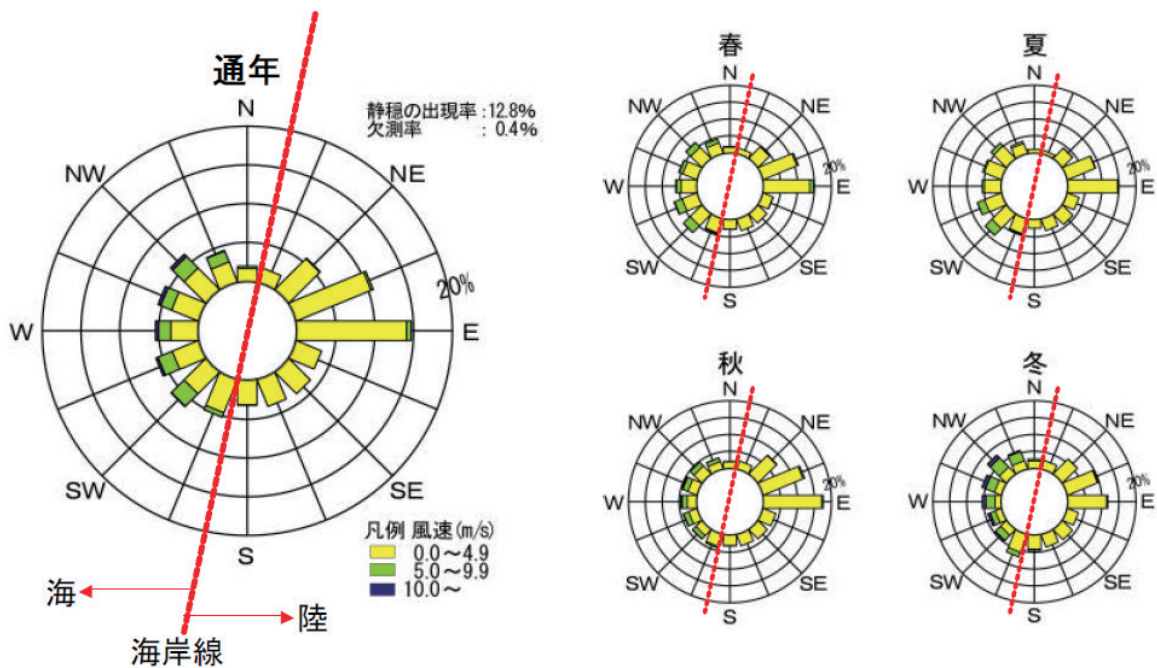 通年
静穏の出現率:12.8%
欠測率 : 0.4%
N
NW
NE
W
20%
E
SW
SE
S
凡例 風速(m/s)
0.0～4.9
5.0～9.9
10.0～
海
陸
海岸線
春
N
NW
NE
20%
W
E
SW
SE
S
夏
N
NW
NE
20%
W
E
SW
SE
S
秋
N
NW
NE
20%
W
E
SW
SE
S
冬
N
NW
NE
20%
W
E
SW
SE
S